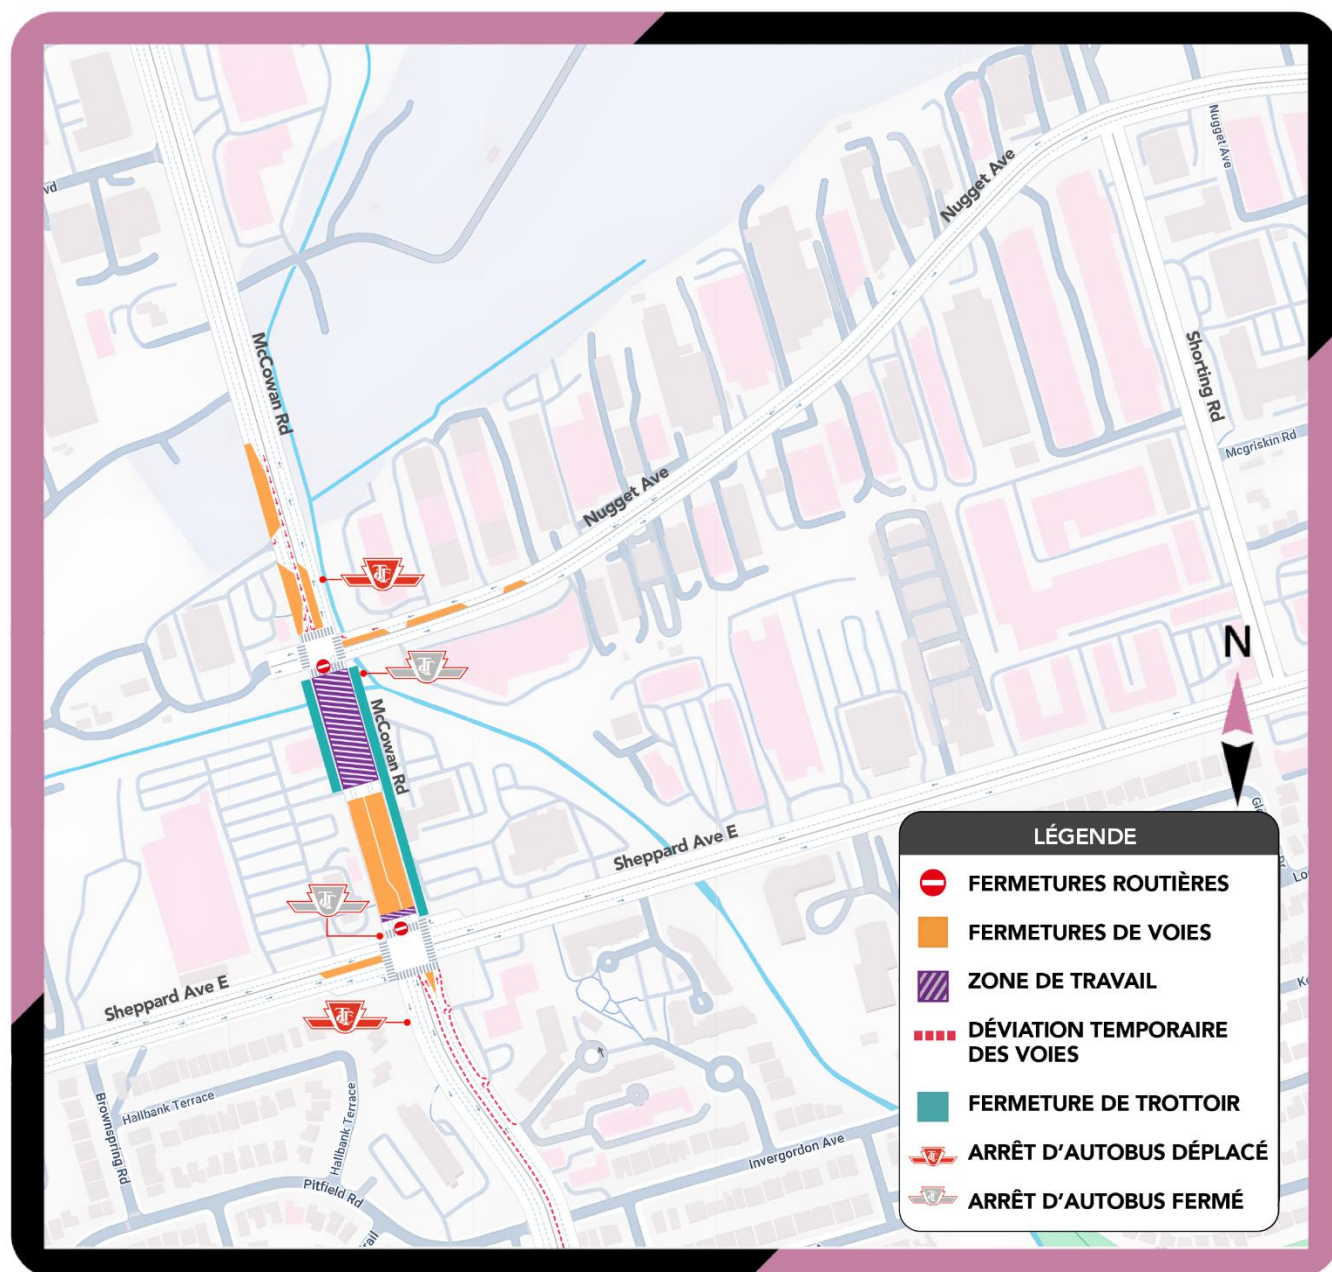 vd
Nugget Ave
Nugget Ave
McCowan Rd
Shorting Rd
Mcgriskin Rd
Nugget Ave
N
McCowan Rd
Sheppard Ave E
Sheppard Ave E
Brownspring Rd
Hallbank Terrace
Hallbank Terrace
Pitfield Rd
Invergordon Ave
LÉGENDE
FERMETURES ROUTIÈRES
FERMETURES DE VOIES
ZONE DE TRAVAIL
DÉVIATION TEMPORAIRE
DES VOIES
FERMETURE DE TROTTOIR
ARRÊT D'AUTOBUS DÉPLACÉ
ARRÊT D'AUTOBUS FERMÉ